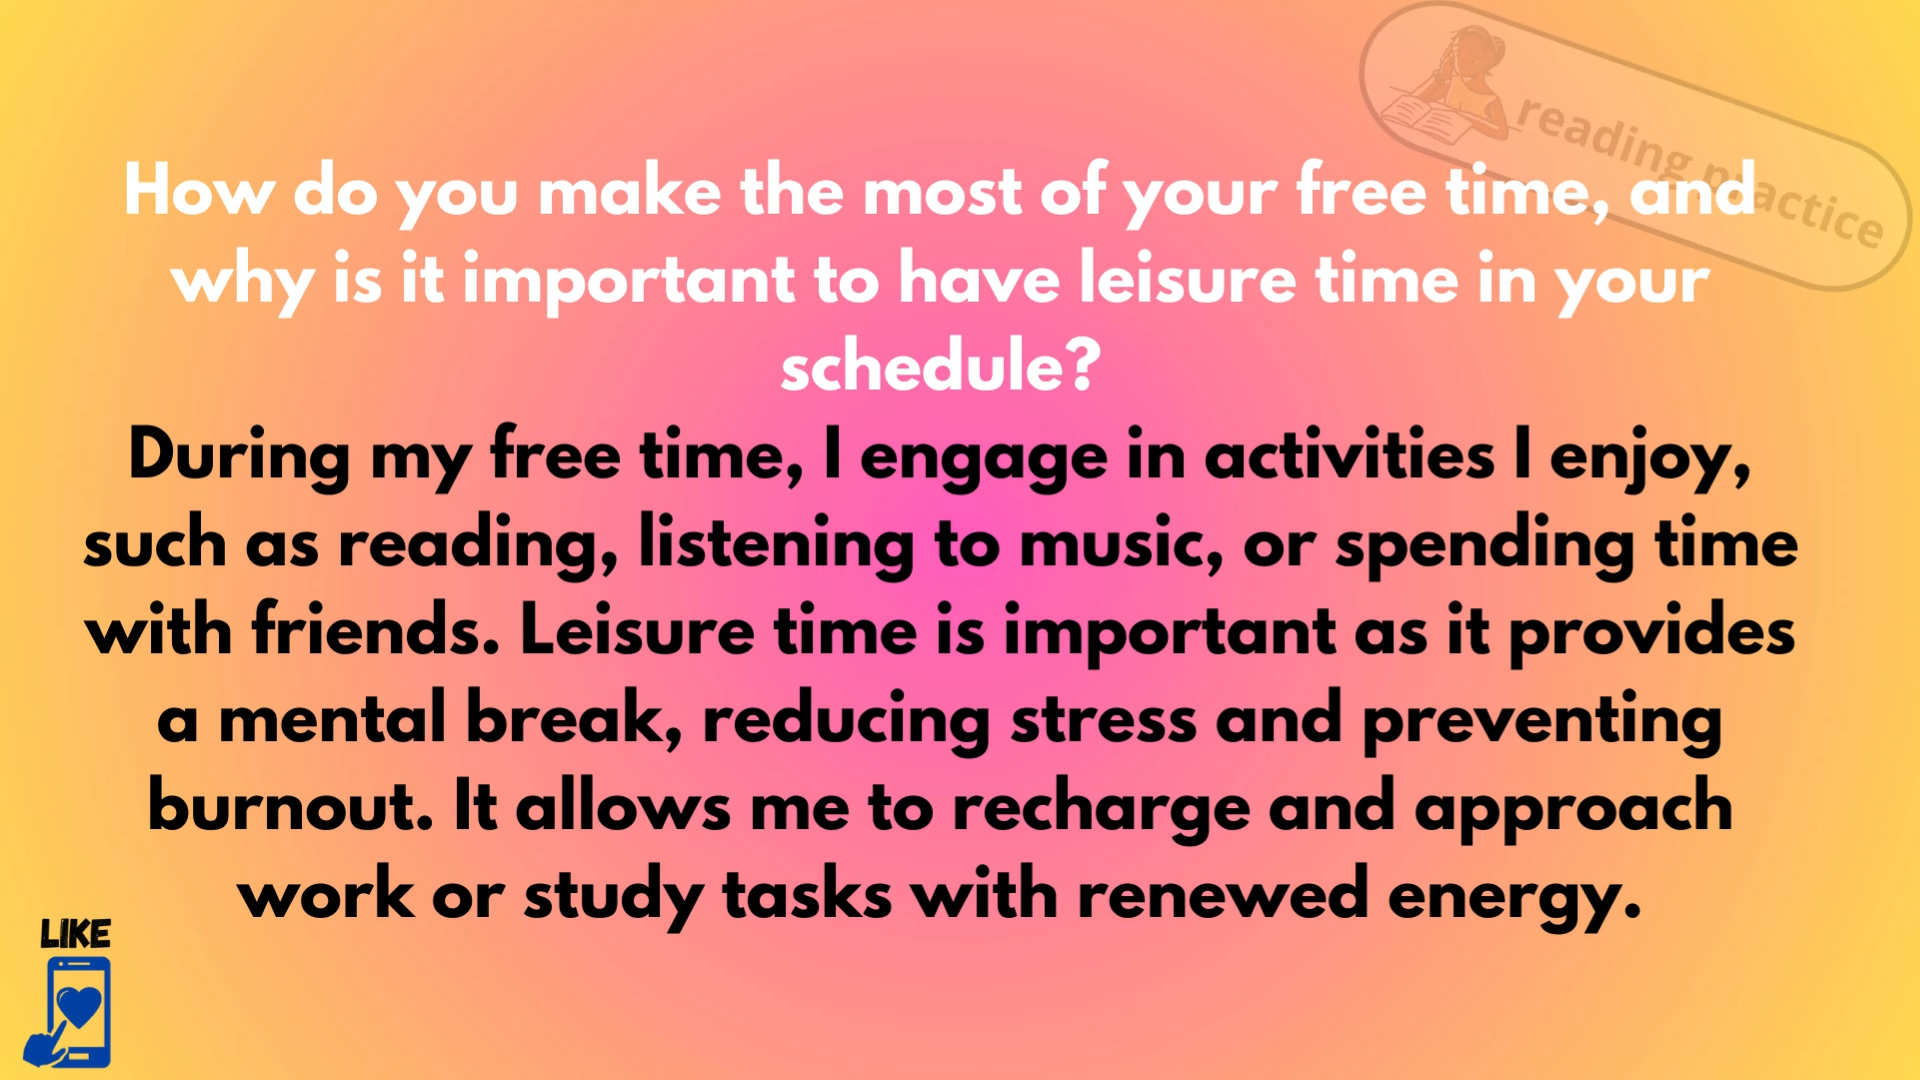 reading practice
How do you make the most of your free time, and
why is it important to have leisure time in your
schedule?
During my free time, I engage in activities I enjoy,
such as reading, listening to music, or spending time
with friends. Leisure time is important as it provides
a mental break, reducing stress and preventing
burnout. It allows me to recharge and approach
work or study tasks with renewed energy.
LIKE